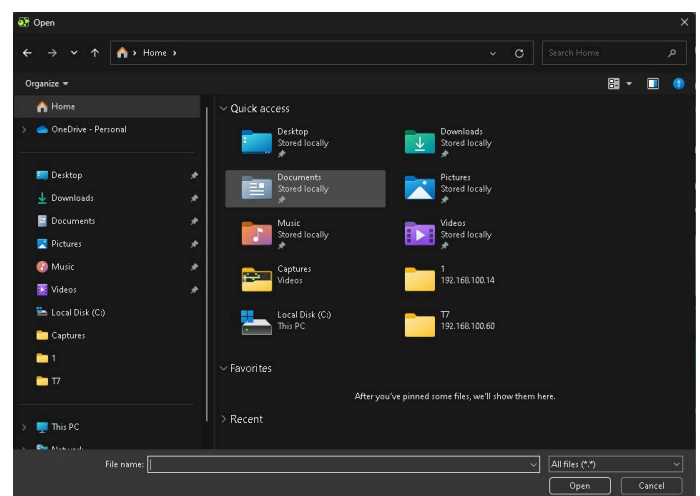 Open
Home
Search Home
Organize
Home
OneDrive - Personal
Desktop
Downloads
Documents
Pictures
Music
Videos
Local Disk (C:)
Captures
1
T7
This PC
Network
Quick access
Desktop
Stored locally
Downloads
Stored locally
Documents
Stored locally
Pictures
Stored locally
Music
Stored locally
Videos
Stored locally
Captures
Videos
1
192.168.100.14
Local Disk (C:)
This PC
T7
192.168.100.60
Favorites
After you've pinned some files, we'll show them here.
Recent
File name:
All files (*.*)
Open
Cancel